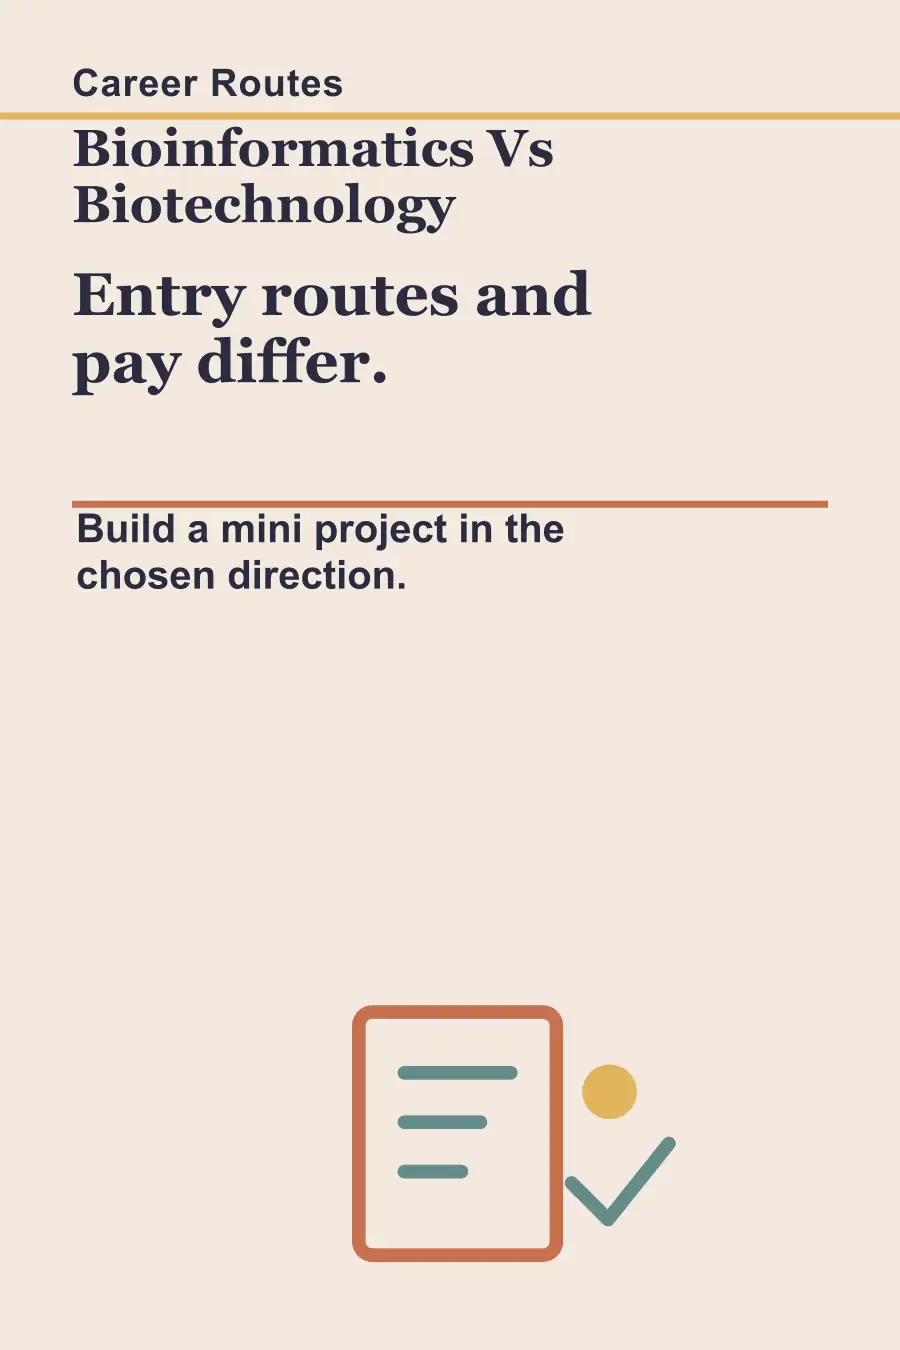 Career Routes
Bioinformatics Vs
Biotechnology
Entry routes and
pay differ.
Build a mini project in the
chosen direction.